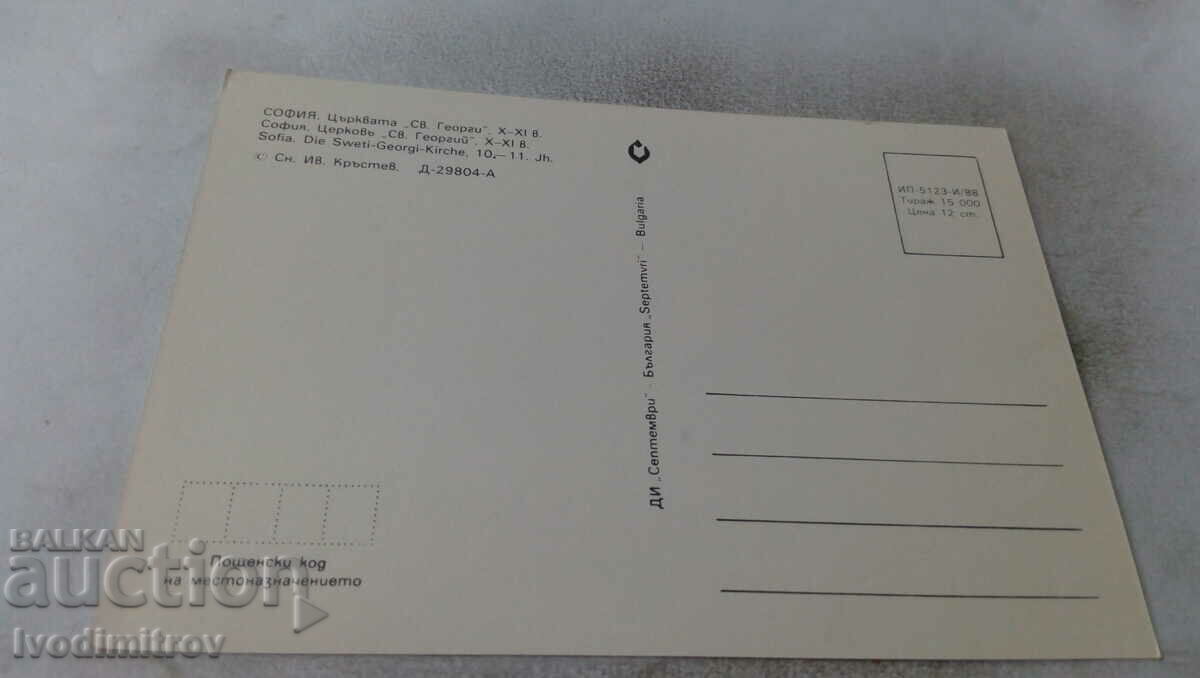 СОФИЯ. Църквата „Св. Георги", X–XI в.
София. Церковь „Св. Георгий", X–XI в.
Sofia. Die Sweti-Georgi-Kirche, 10.–11. Jh.
© Сн. Ив. Кръстев. Д-29804-А
ИП-5123-И/88
Тираж 15 000
Цена 12 ст.
ДИ „Септември" - България „Septemvri" - Bulgaria
Пощенски код
на местоназначението
BALKAN
auction
Ivodimitrov